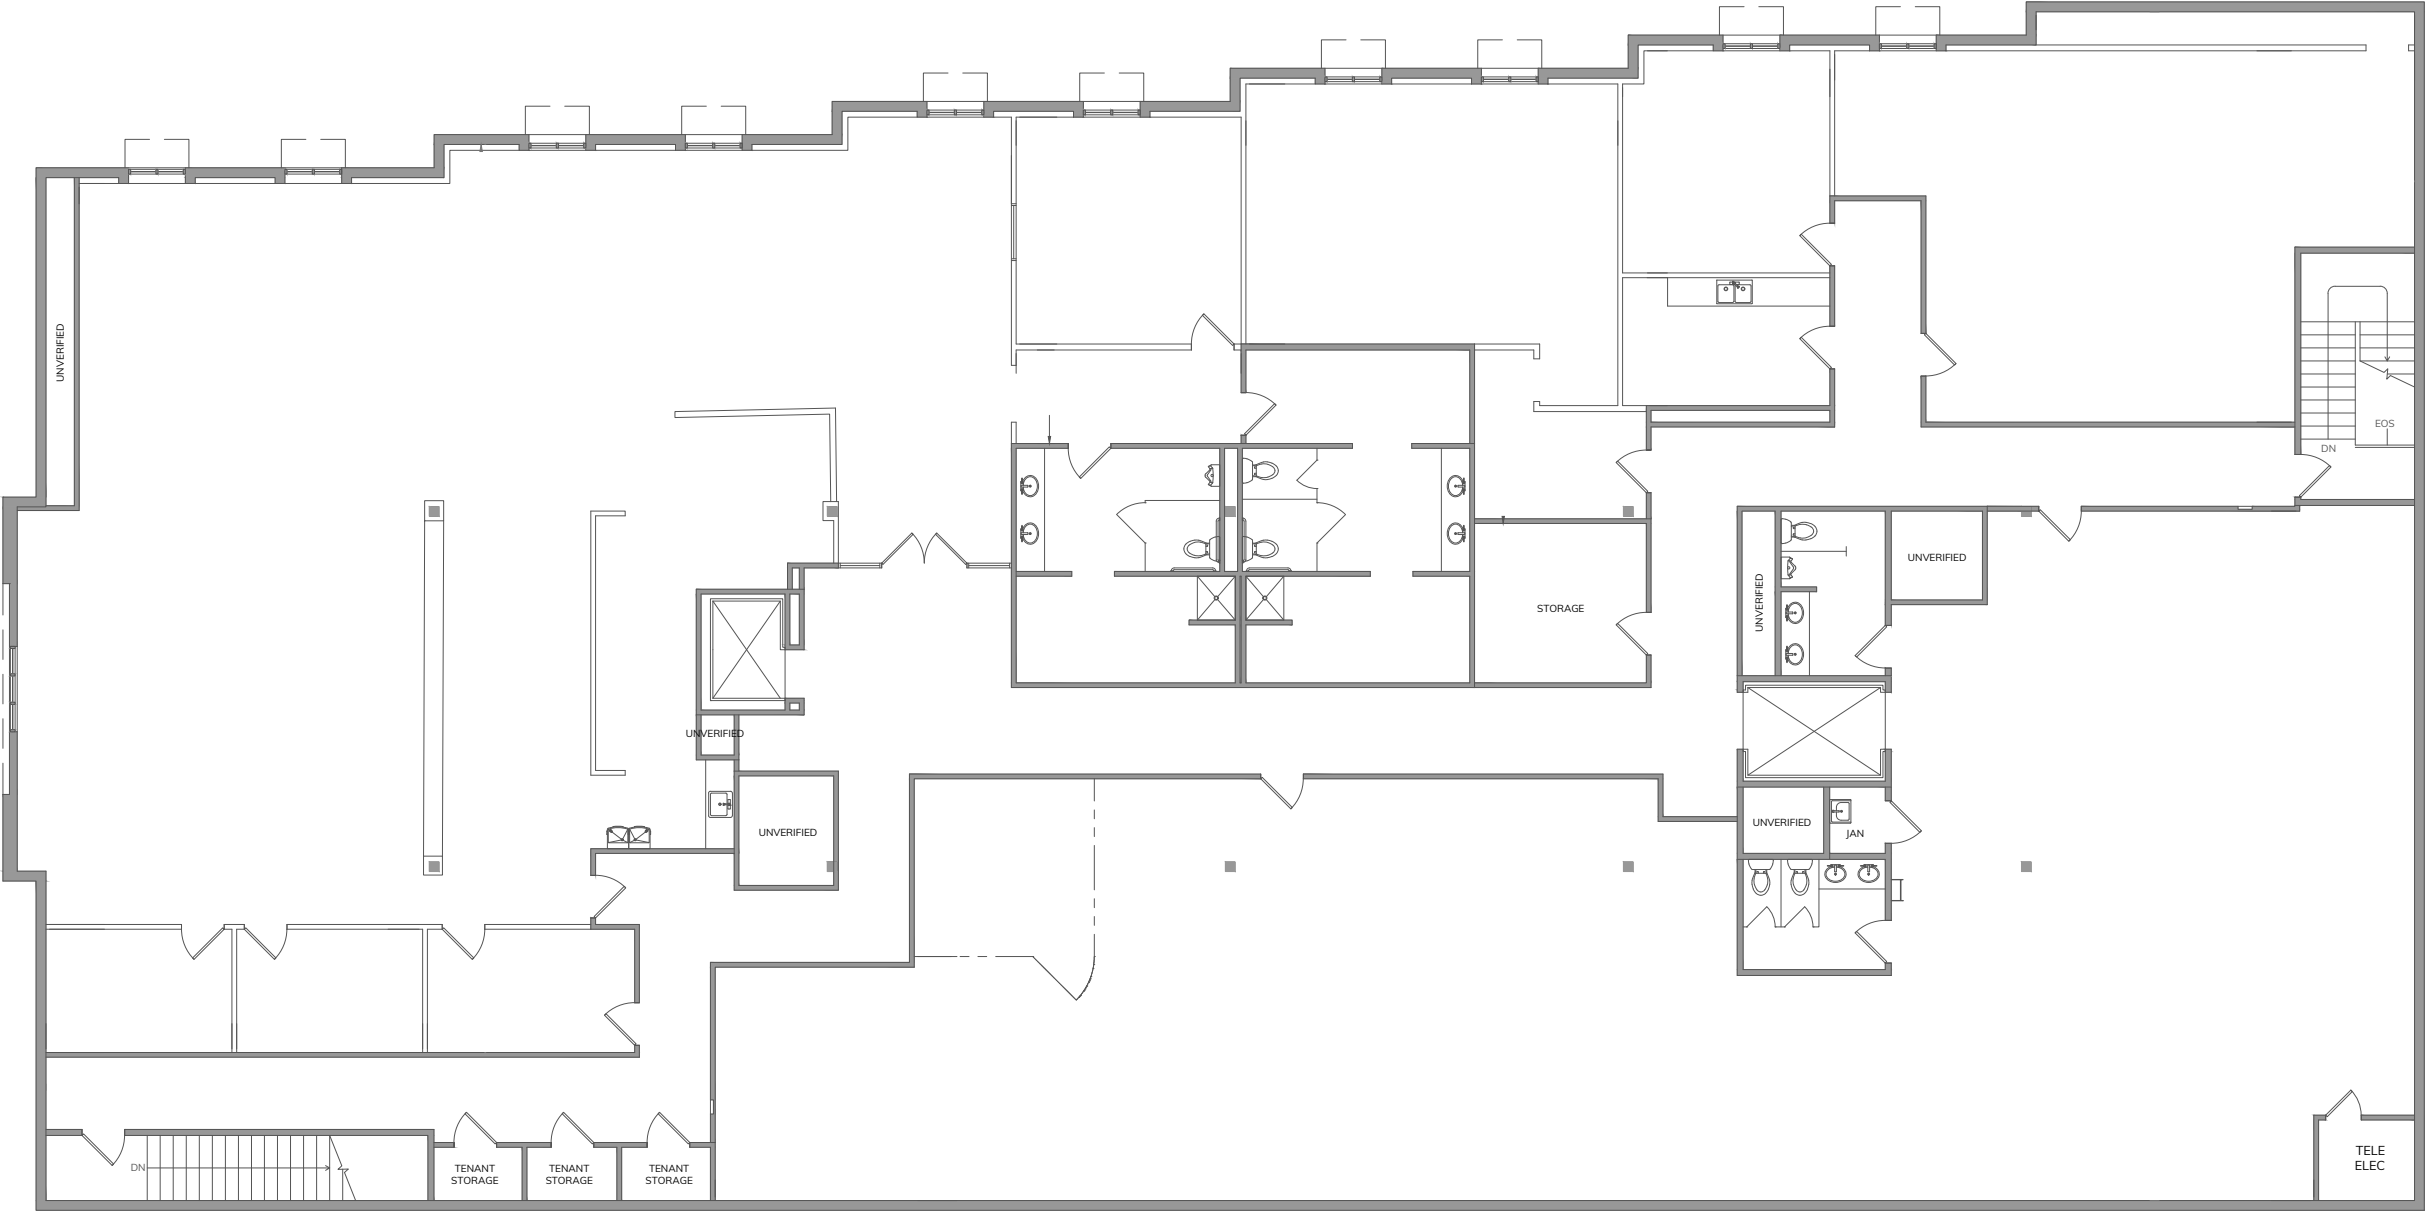 UNVERIFIED
EOS
DN
UNVERIFIED
UNVERIFIED
STORAGE
UNVERIFIED
UNVERIFIED
UNVERIFIED
JAN
UNVERIFIED
DN
TENANT
STORAGE
TENANT
STORAGE
TENANT
STORAGE
TELE
ELEC